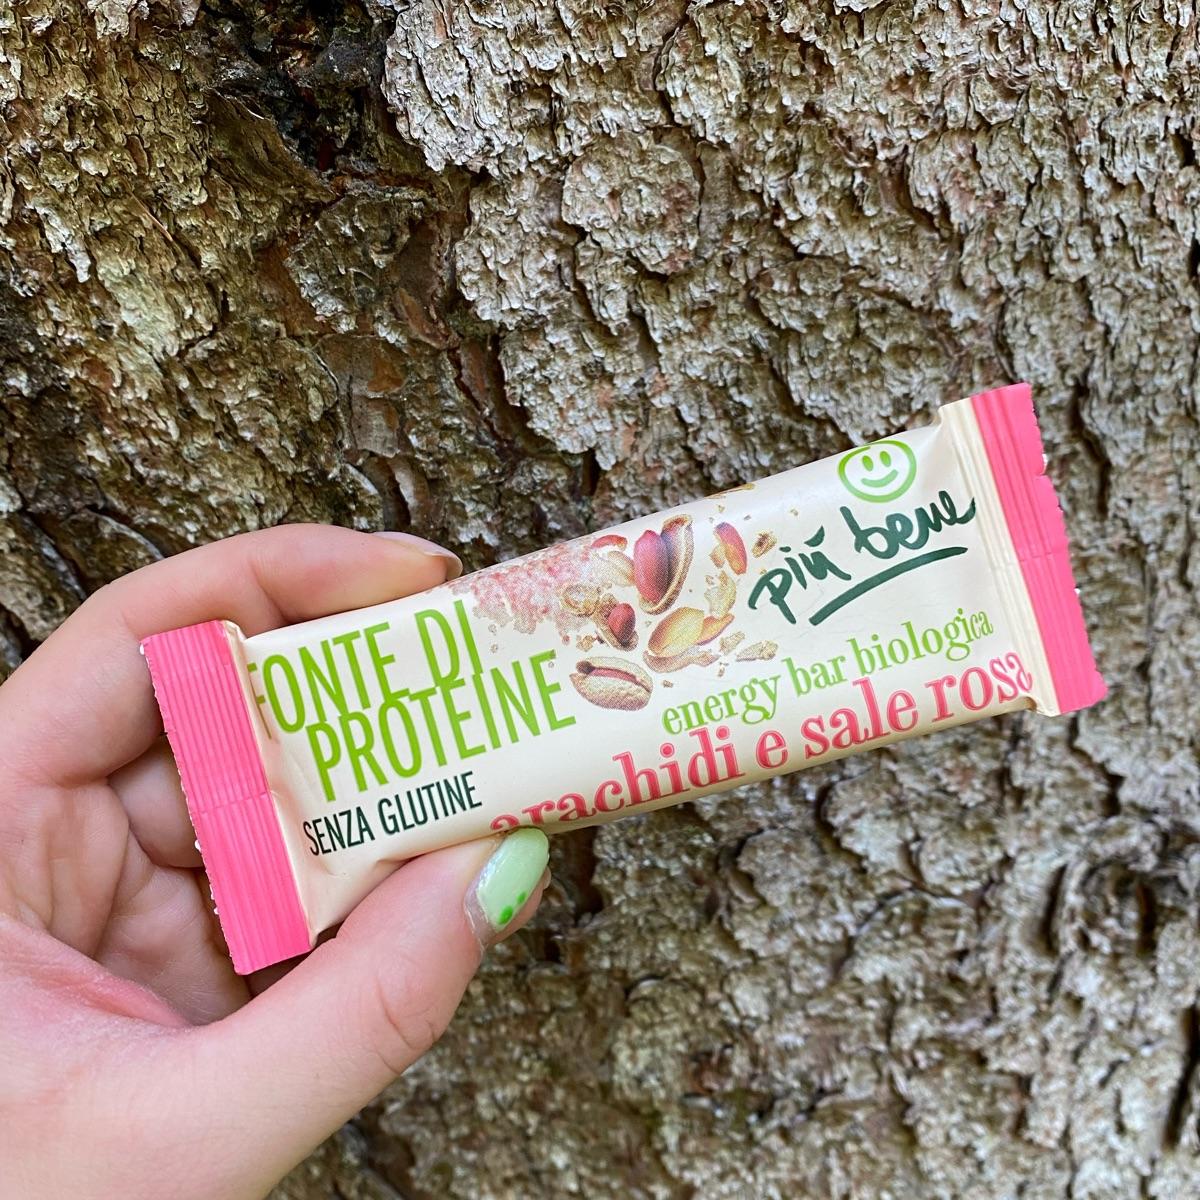 più bene
FONTE DI
PROTEINE
SENZA GLUTINE
energy bar biologica
arachidi e sale rosa